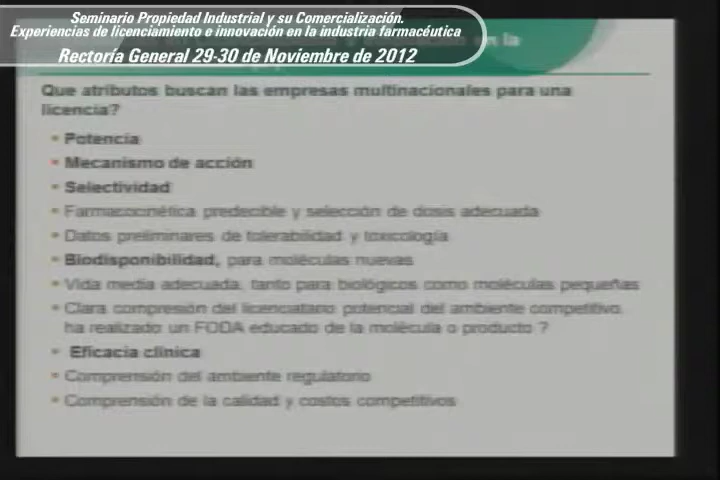 Seminario Propiedad Industrial y su Comercialización.
Experiencias de licenciamiento e innovación en la industria farmacéutica
Rectoría General 29-30 de Noviembre de 2012
en la
Que atributos buscan las empresas multinacionales para una
licencia?
Potencia
Mecanismo de acción
Selectividad
Farmacocinética predecible y selección de dosis adecuada
Datos preliminares de tolerabilidad y toxicología
Biodisponibilidad, para moléculas nuevas
Vida media adecuada, tanto para biológicos como moléculas pequeñas
Clara compresión del licenciatario potencial del ambiente competitivo,
ha realizado un FODA educado de la molécula o producto ?
Eficacia clínica
Comprensión del ambiente regulatorio
Comprensión de la calidad y costos competitivos